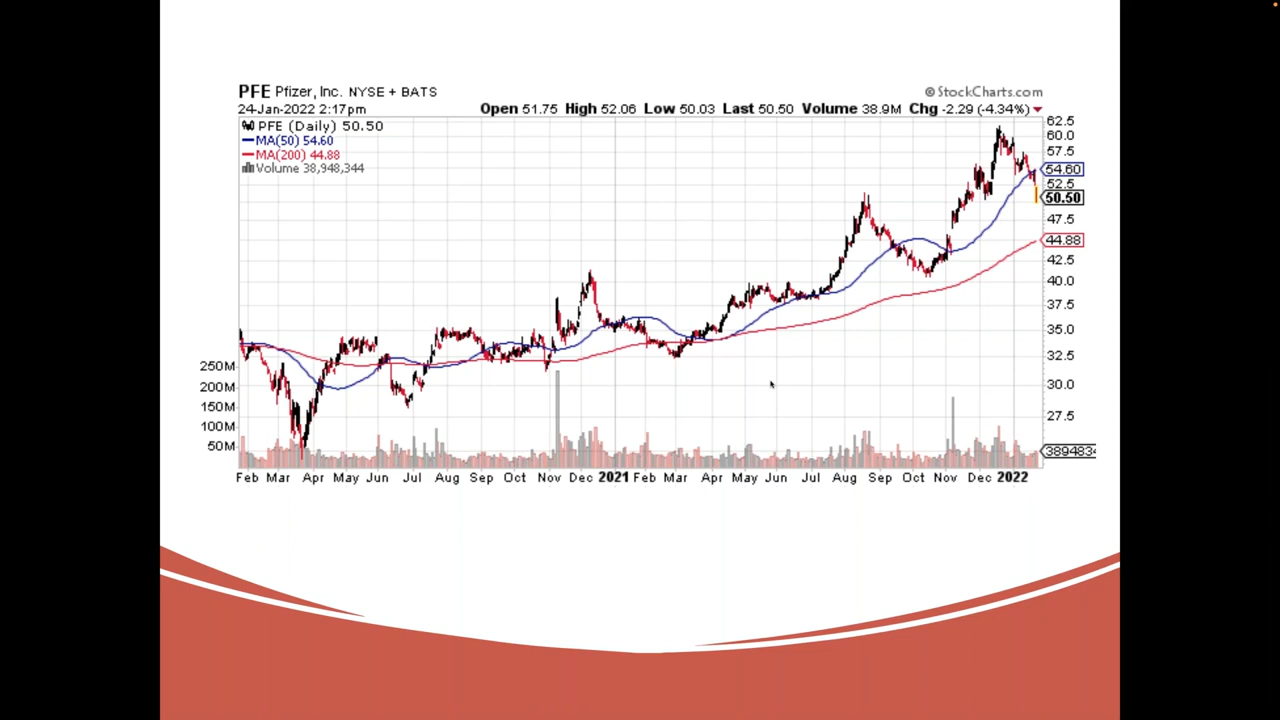 PFE Pfizer, Inc. NYSE + BATS
© StockCharts.com
24-Jan-2022 2:17pm
Open 51.75 High 52.06 Low 50.03 Last 50.50 Volume 38.9M Chg -2.29 (-4.34%)
PFE (Daily) 50.50
MA(50) 54.60
MA(200) 44.88
Volume 38,948,344
62.5
60.0
57.5
54.60
52.5
50.50
47.5
44.88
42.5
40.0
37.5
35.0
32.5
30.0
27.5
3894834
250M
200M
150M
100M
50M
Feb Mar Apr May Jun Jul Aug Sep Oct Nov Dec 2021 Feb Mar Apr May Jun Jul Aug Sep Oct Nov Dec 2022